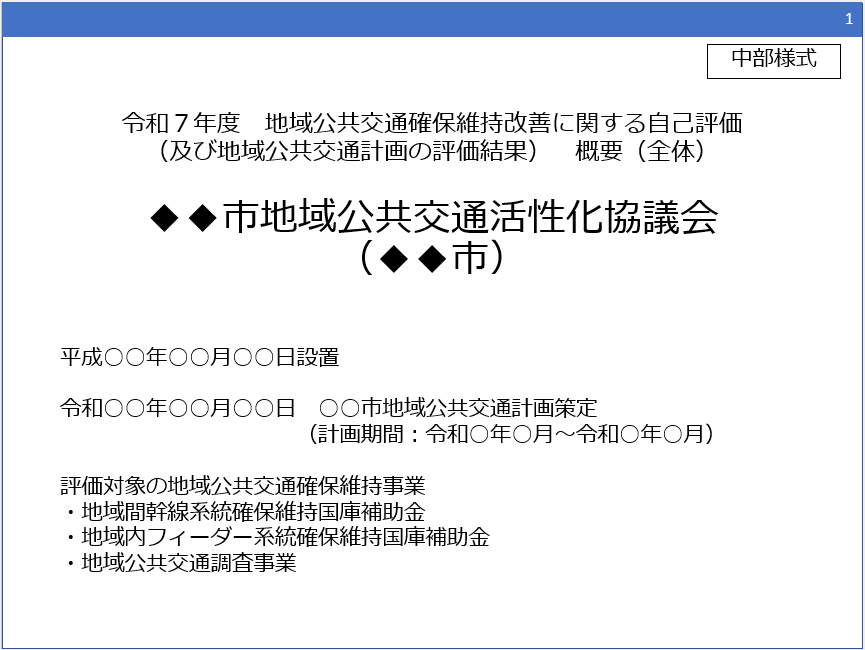 1
中部様式
令和７年度　地域公共交通確保維持改善に関する自己評価
（及び地域公共交通計画の評価結果）　概要（全体）
◆◆市地域公共交通活性化協議会
（◆◆市）
平成○○年○○月○○日設置
令和○○年○○月○○日　○○市地域公共交通計画策定
（計画期間：令和○年○月～令和○年○月）
評価対象の地域公共交通確保維持事業
・地域間幹線系統確保維持国庫補助金
・地域内フィーダー系統確保維持国庫補助金
・地域公共交通調査事業